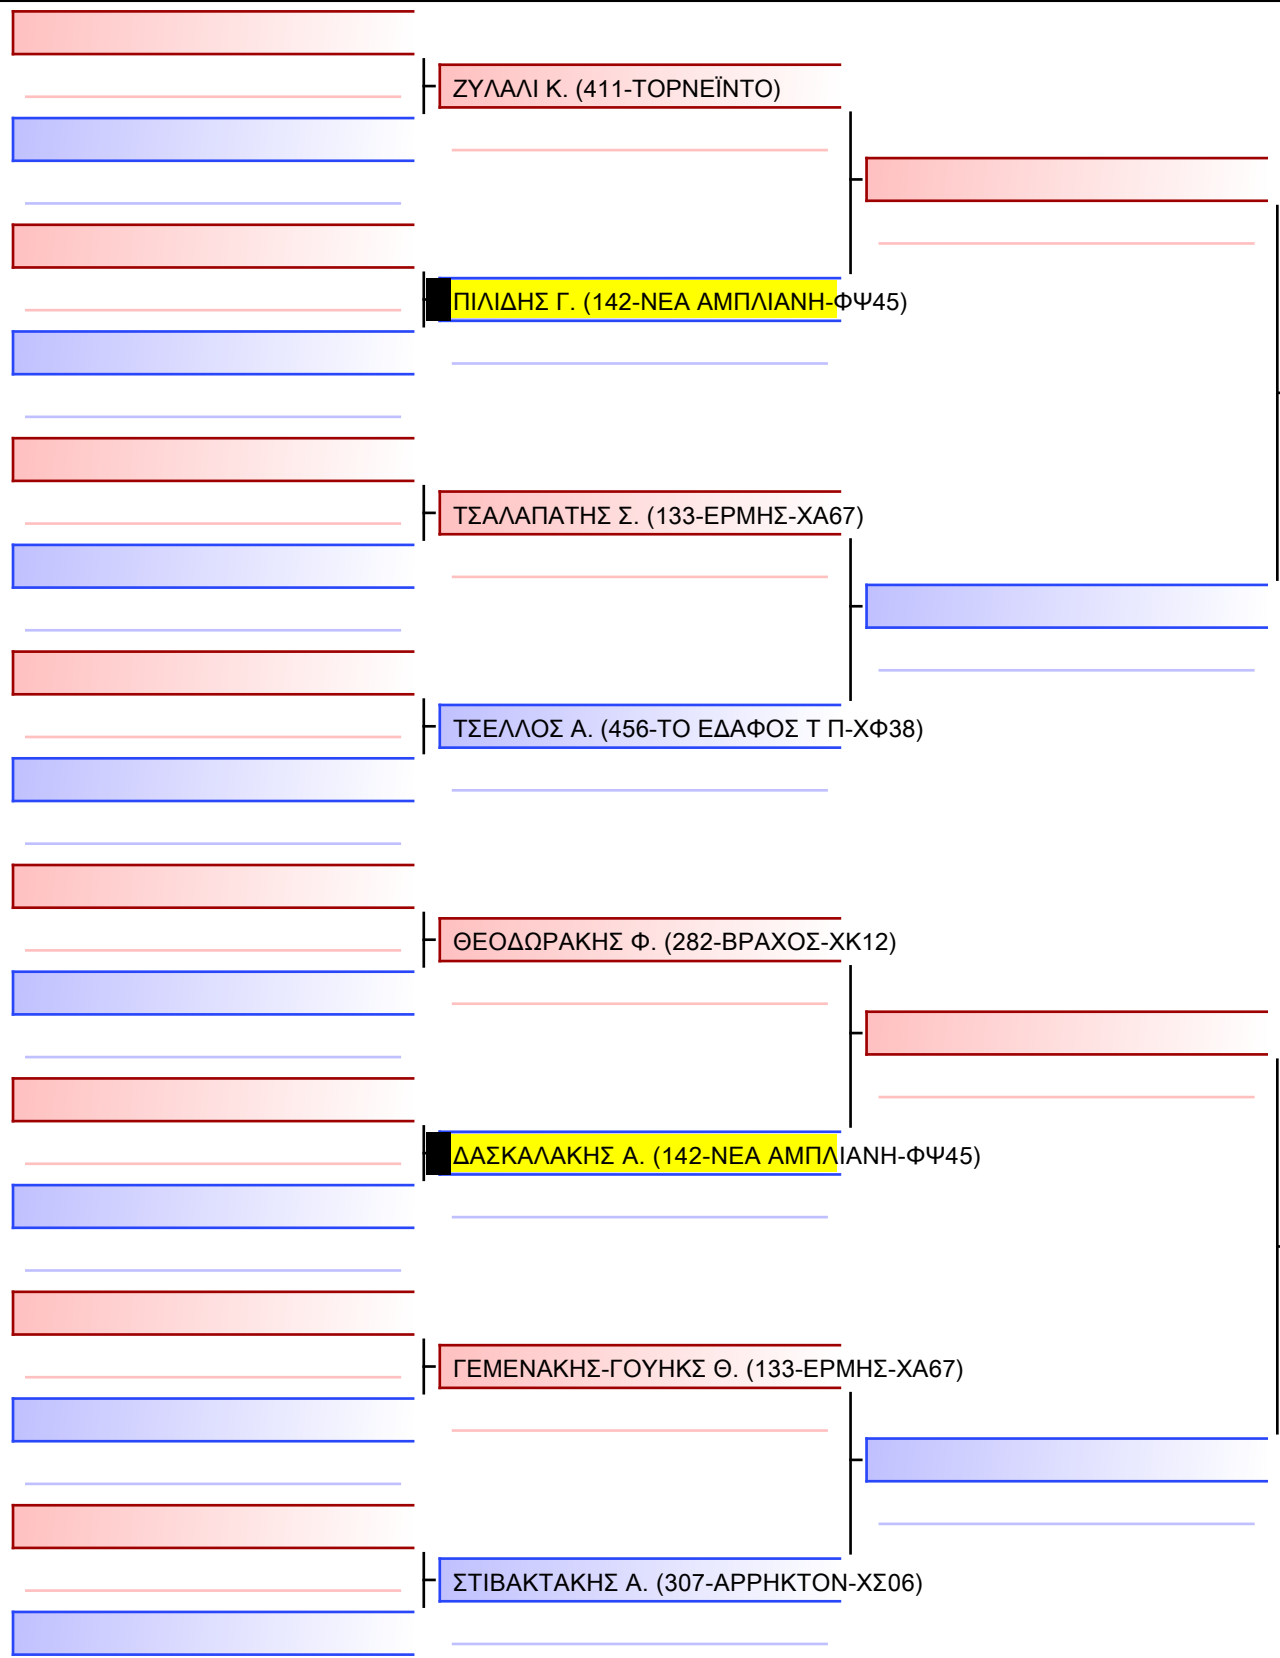 ΖΥΛΑΛΙ Κ. (411-ΤΟΡΝΕΪΝΤΟ)
ΠΙΛΙΔΗΣ Γ. (142-ΝΕΑ ΑΜΠΛΙΑΝΗ-ΦΨ45)
ΤΣΑΛΑΠΑΤΗΣ Σ. (133-ΕΡΜΗΣ-ΧΑ67)
ΤΣΕΛΛΟΣ Α. (456-ΤΟ ΕΔΑΦΟΣ Τ Π-ΧΦ38)
ΘΕΟΔΩΡΑΚΗΣ Φ. (282-ΒΡΑΧΟΣ-ΧΚ12)
ΔΑΣΚΑΛΑΚΗΣ Α. (142-ΝΕΑ ΑΜΠΛΙΑΝΗ-ΦΨ45)
ΓΕΜΕΝΑΚΗΣ-ΓΟΥΗΚΣ Θ. (133-ΕΡΜΗΣ-ΧΑ67)
ΣΤΙΒΑΚΤΑΚΗΣ Α. (307-ΑΡΡΗΚΤΟΝ-ΧΣ06)